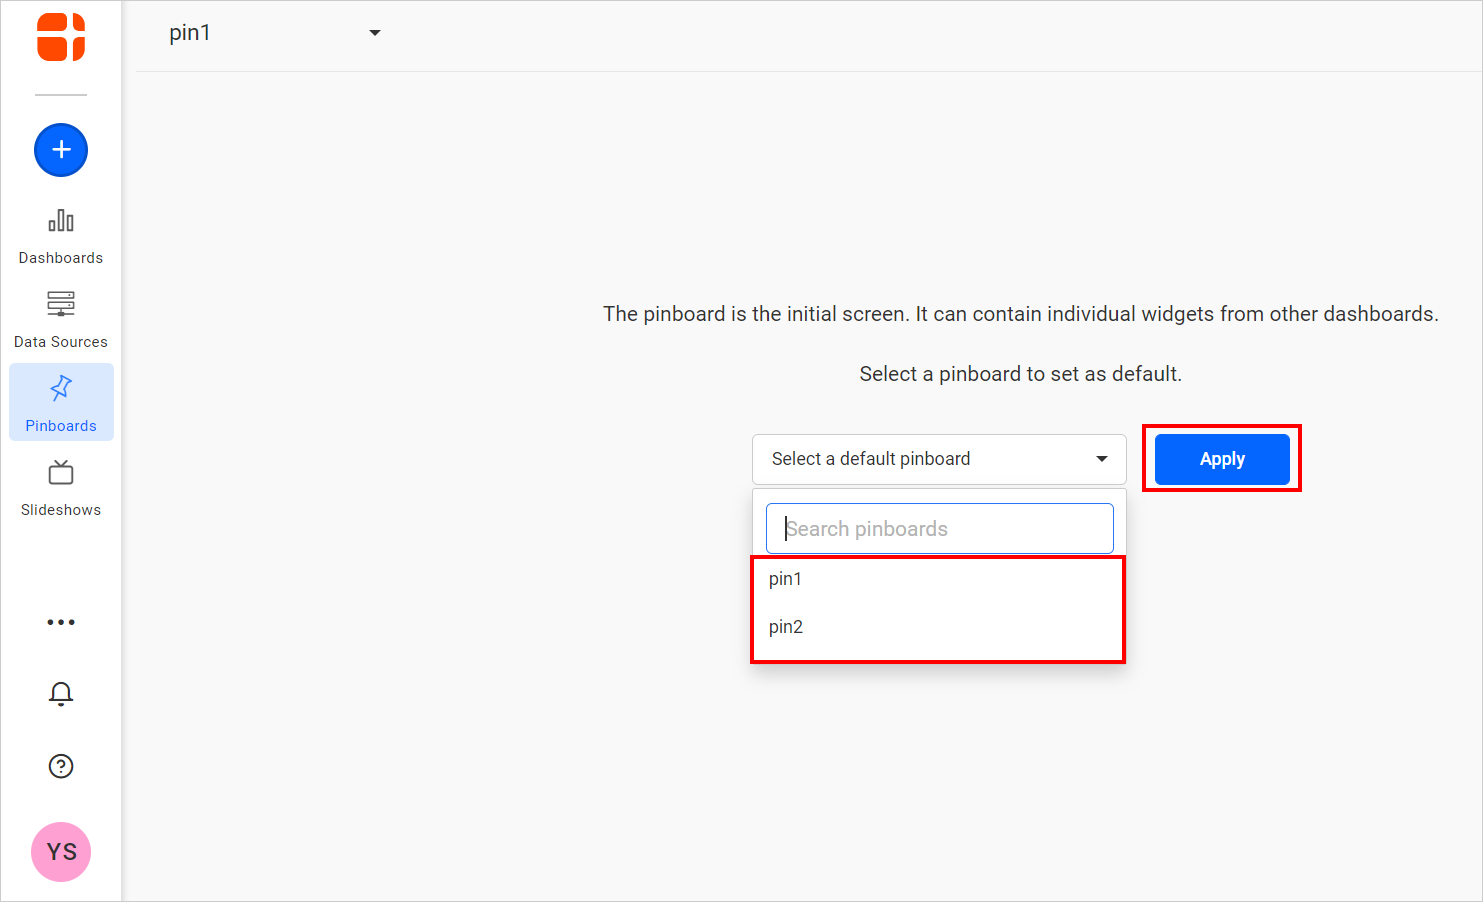 pin1
Dashboards
Data Sources
Pinboards
Slideshows
YS
The pinboard is the initial screen. It can contain individual widgets from other dashboards.
Select a pinboard to set as default.
Select a default pinboard
Apply
Search pinboards
pin1
pin2